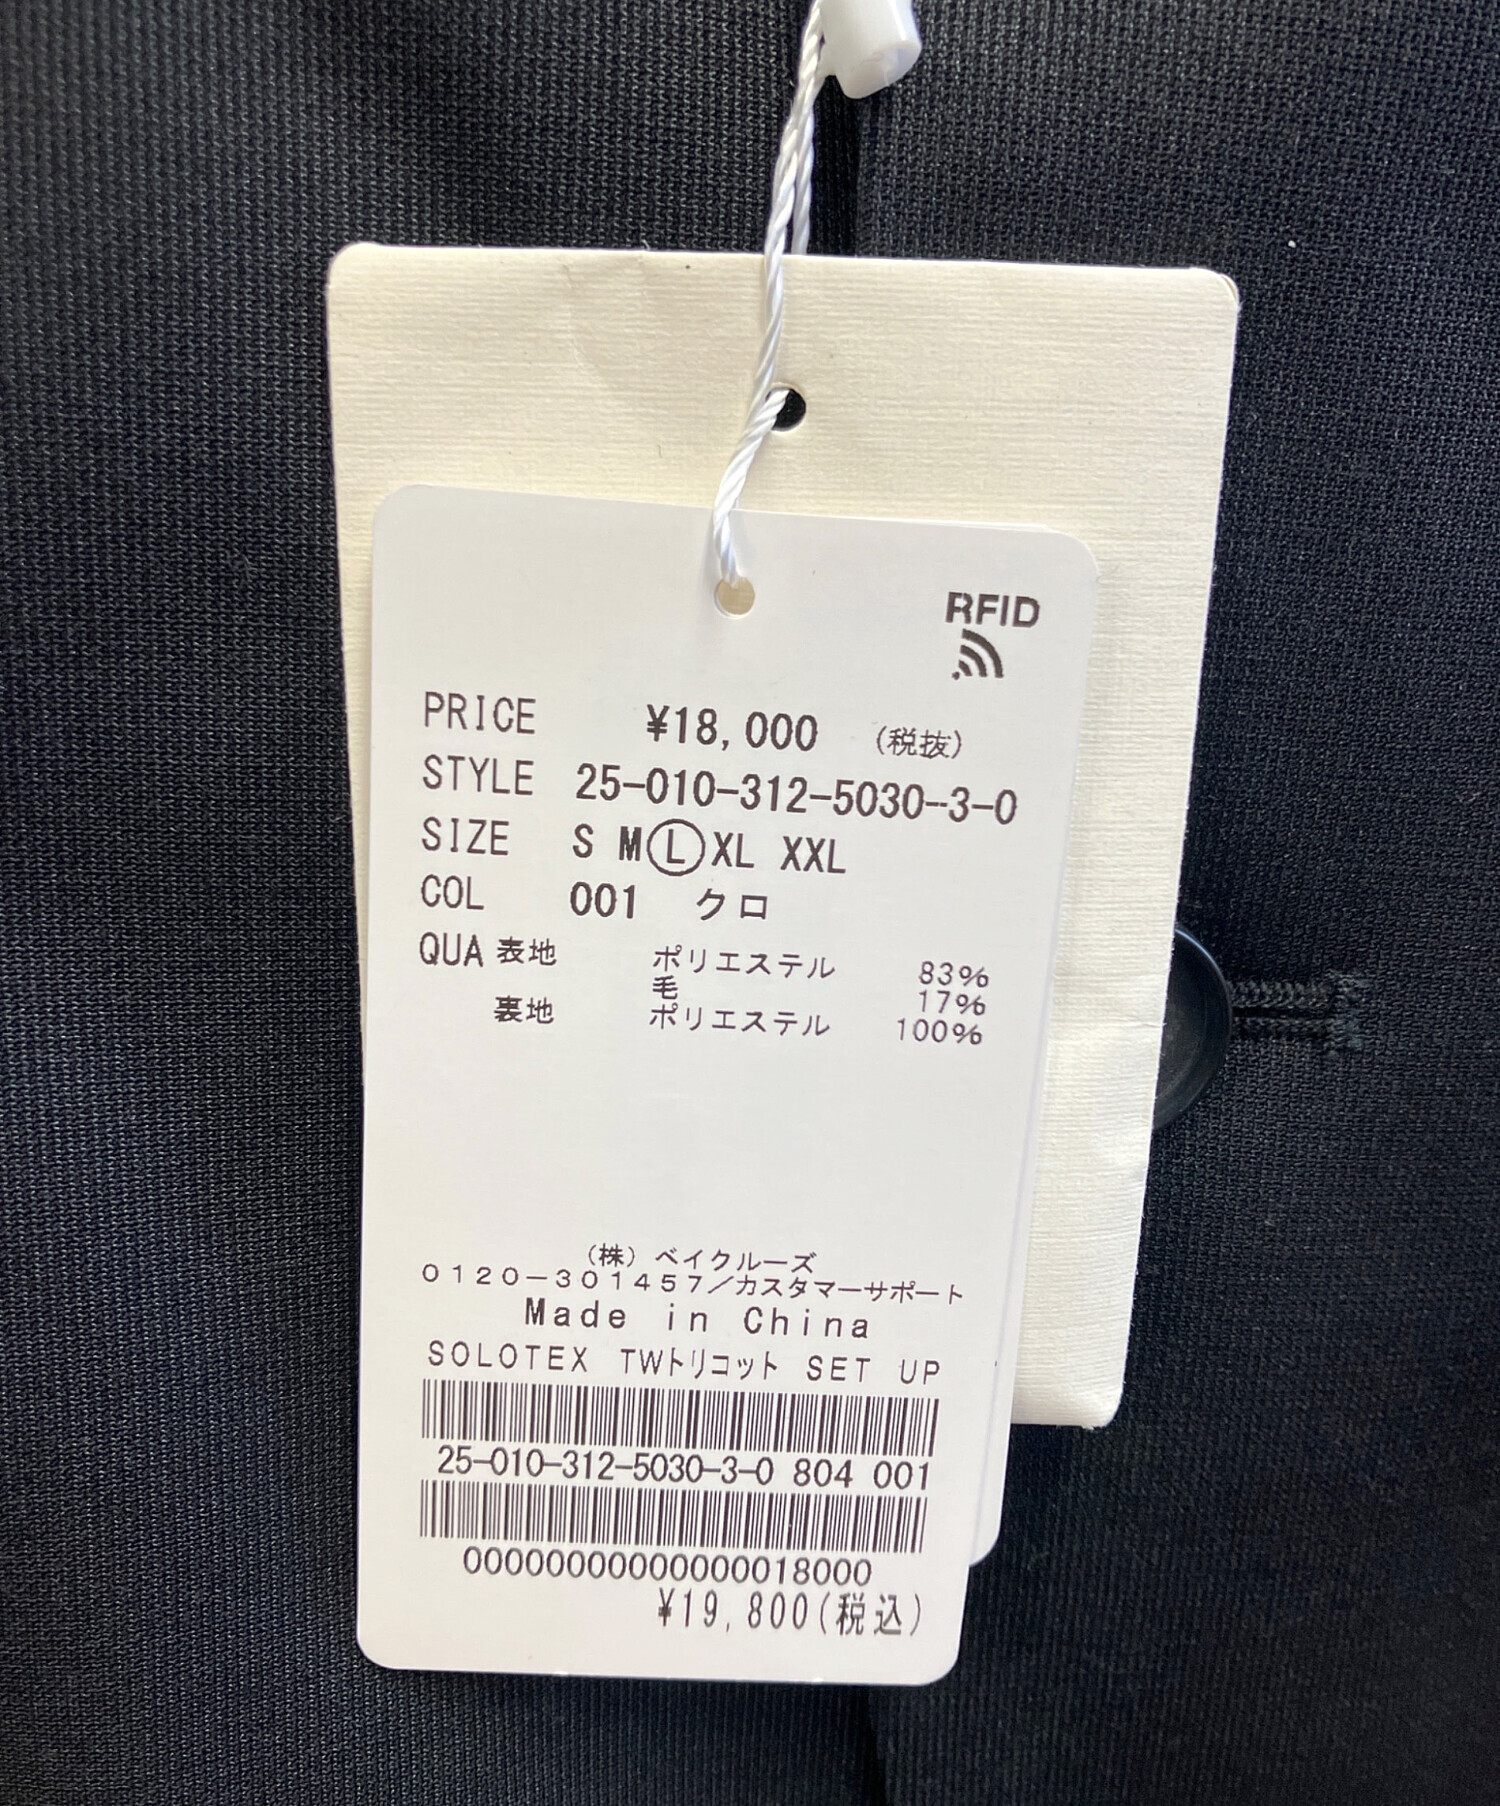 RFID
PRICE ¥18,000 (税抜)
STYLE 25-010-312-5030-3-0
SIZE S M L XL XXL
COL 001 クロ
QUA 表地 ポリエステル 83%
毛 17%
裏地 ポリエステル 100%
(株) ベイクルーズ
0120-301457/カスタマーサポート
Made in China
SOLOTEX TWトリコット SET UP
25-010-312-5030-3-0 804 001
00000000000000018000
¥19,800(税込)